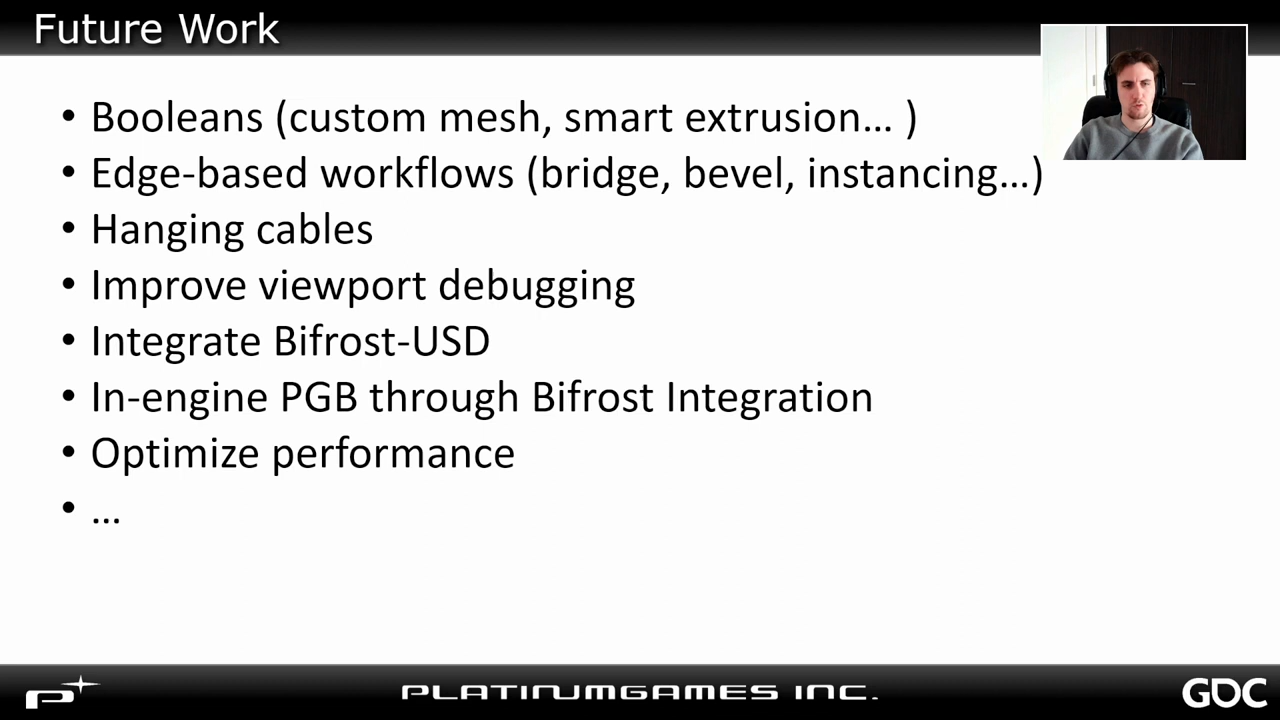 Future Work
• Booleans (custom mesh, smart extrusion... )
• Edge-based workflows (bridge, bevel, instancing...)
• Hanging cables
• Improve viewport debugging
• Integrate Bifrost-USD
• In-engine PGB through Bifrost Integration
• Optimize performance
• ...
PLATINUMGAMES INC.
GDC